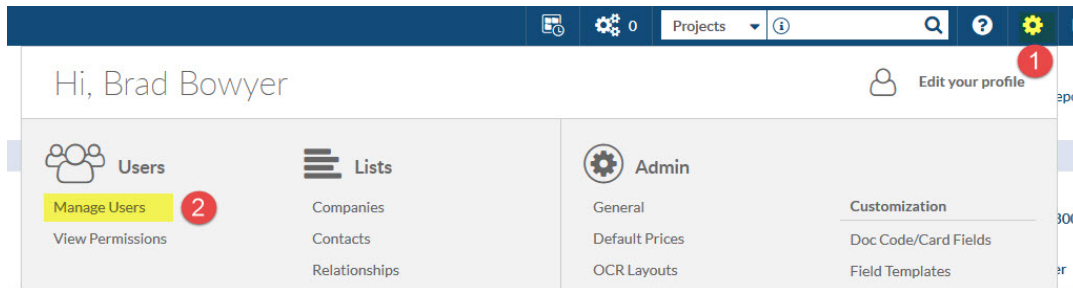 0 Projects
1
Hi, Brad Bowyer Edit your profile
Users Lists Admin
Manage Users 2 Companies General Customization
View Permissions Contacts Default Prices Doc Code/Card Fields
Relationships OCR Layouts Field Templates